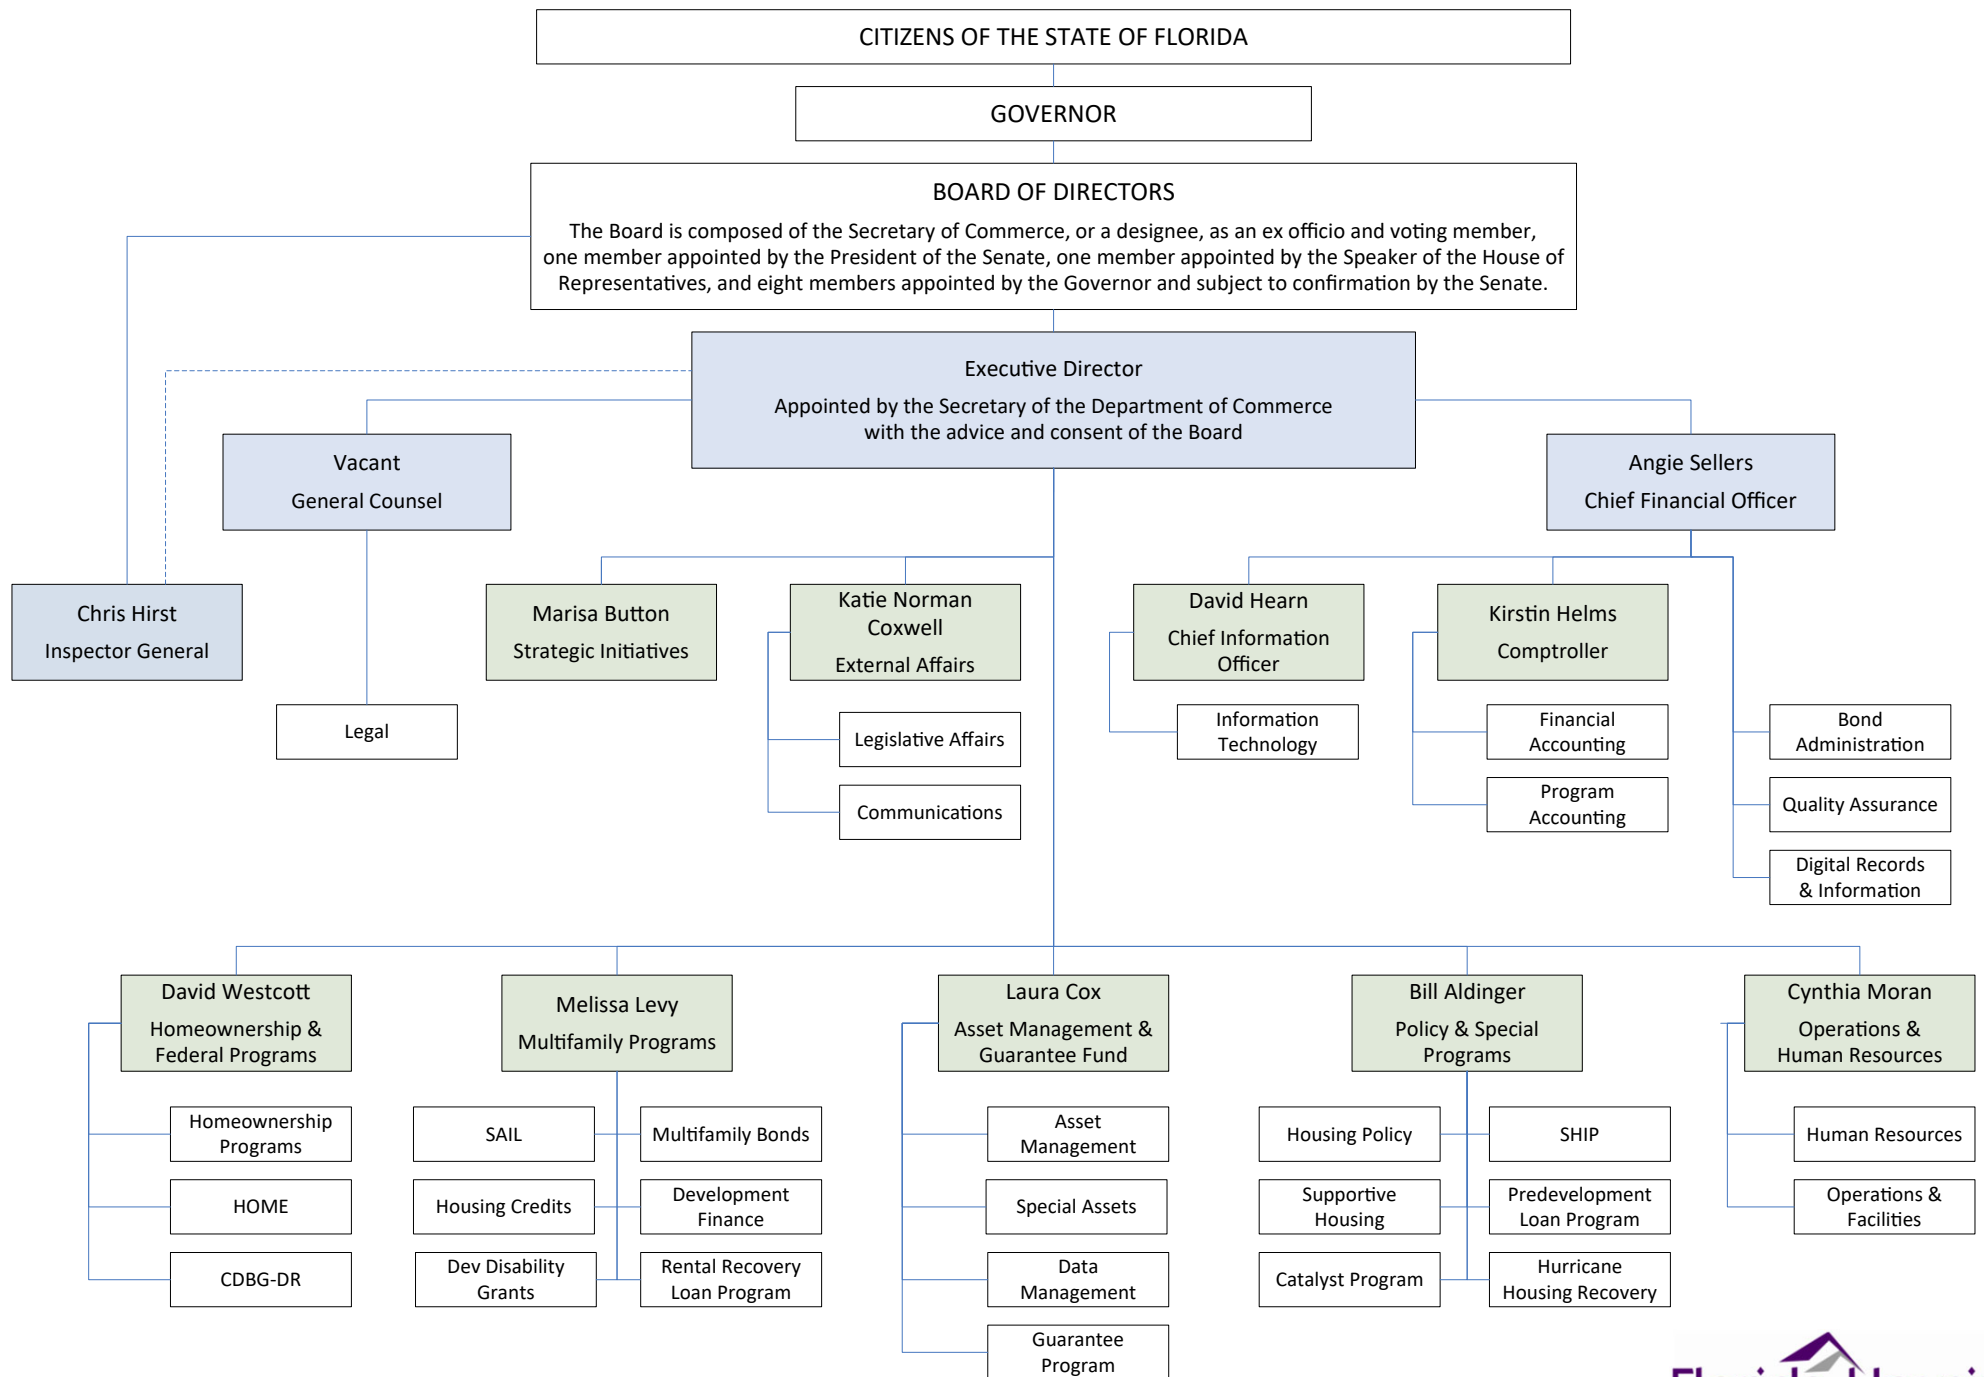 CITIZENS OF THE STATE OF FLORIDA
GOVERNOR
BOARD OF DIRECTORS
The Board is composed of the Secretary of Commerce, or a designee, as an ex officio and voting member,
one member appointed by the President of the Senate, one member appointed by the Speaker of the House of
Representatives, and eight members appointed by the Governor and subject to confirmation by the Senate.
Executive Director
Appointed by the Secretary of the Department of Commerce
with the advice and consent of the Board
Vacant
General Counsel
Angie Sellers
Chief Financial Officer
Chris Hirst
Inspector General
Marisa Button
Strategic Initiatives
Katie Norman
Coxwell
External Affairs
David Hearn
Chief Information
Officer
Kirstin Helms
Comptroller
Legal
Legislative Affairs
Communications
Information
Technology
Financial
Accounting
Program
Accounting
Bond
Administration
Quality Assurance
Digital Records
& Information
David Westcott
Homeownership &
Federal Programs
Melissa Levy
Multifamily Programs
Laura Cox
Asset Management &
Guarantee Fund
Bill Aldinger
Policy & Special
Programs
Cynthia Moran
Operations &
Human Resources
Homeownership
Programs
HOME
CDBG-DR
SAIL
Multifamily Bonds
Housing Credits
Development
Finance
Dev Disability
Grants
Rental Recovery
Loan Program
Asset
Management
Special Assets
Data
Management
Guarantee
Program
Housing Policy
SHIP
Supportive
Housing
Predevelopment
Loan Program
Catalyst Program
Hurricane
Housing Recovery
Human Resources
Operations &
Facilities